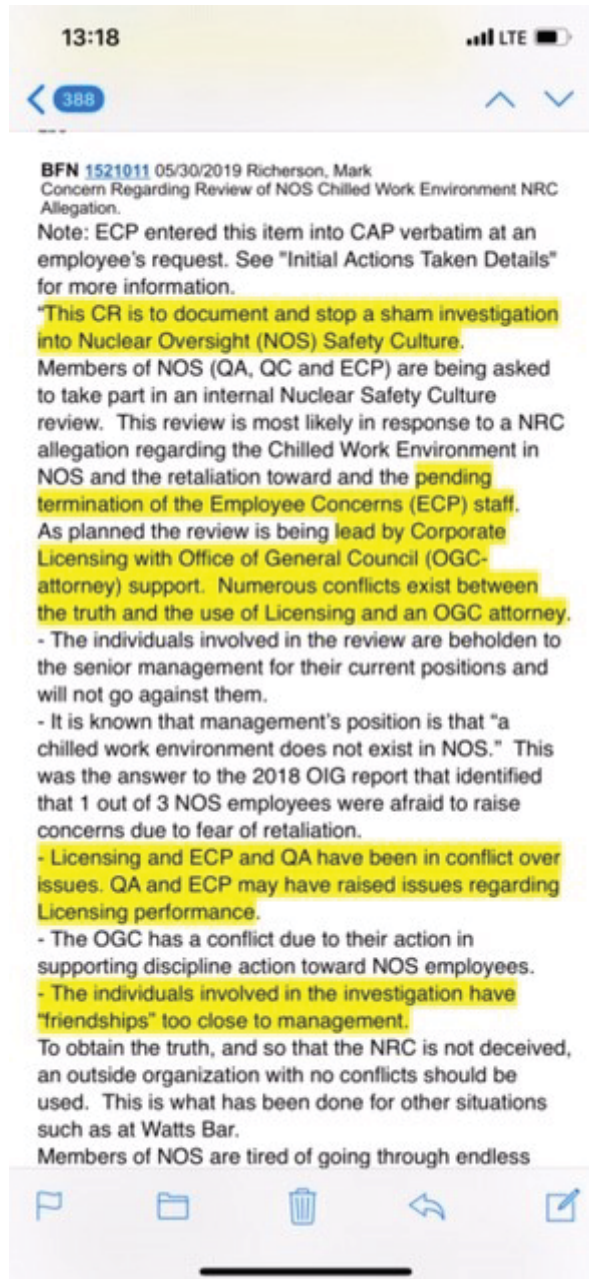 13:18
LTE
388
BFN 1521011 05/30/2019 Richerson, Mark
Concern Regarding Review of NOS Chilled Work Environment NRC
Allegation.
Note: ECP entered this item into CAP verbatim at an
employee's request. See "Initial Actions Taken Details"
for more information.
"This CR is to document and stop a sham investigation
into Nuclear Oversight (NOS) Safety Culture.
Members of NOS (QA, QC and ECP) are being asked
to take part in an internal Nuclear Safety Culture
review.  This review is most likely in response to a NRC
allegation regarding the Chilled Work Environment in
NOS and the retaliation toward and the pending
termination of the Employee Concerns (ECP) staff.
As planned the review is being lead by Corporate
Licensing with Office of General Council (OGC-
attorney) support.  Numerous conflicts exist between
the truth and the use of Licensing and an OGC attorney.
- The individuals involved in the review are beholden to
the senior management for their current positions and
will not go against them.
- It is known that management's position is that "a
chilled work environment does not exist in NOS."  This
was the answer to the 2018 OIG report that identified
that 1 out of 3 NOS employees were afraid to raise
concerns due to fear of retaliation.
- Licensing and ECP and QA have been in conflict over
issues. QA and ECP may have raised issues regarding
Licensing performance.
- The OGC has a conflict due to their action in
supporting discipline action toward NOS employees.
- The individuals involved in the investigation have
"friendships" too close to management.
To obtain the truth, and so that the NRC is not deceived,
an outside organization with no conflicts should be
used.  This is what has been done for other situations
such as at Watts Bar.
Members of NOS are tired of going through endless